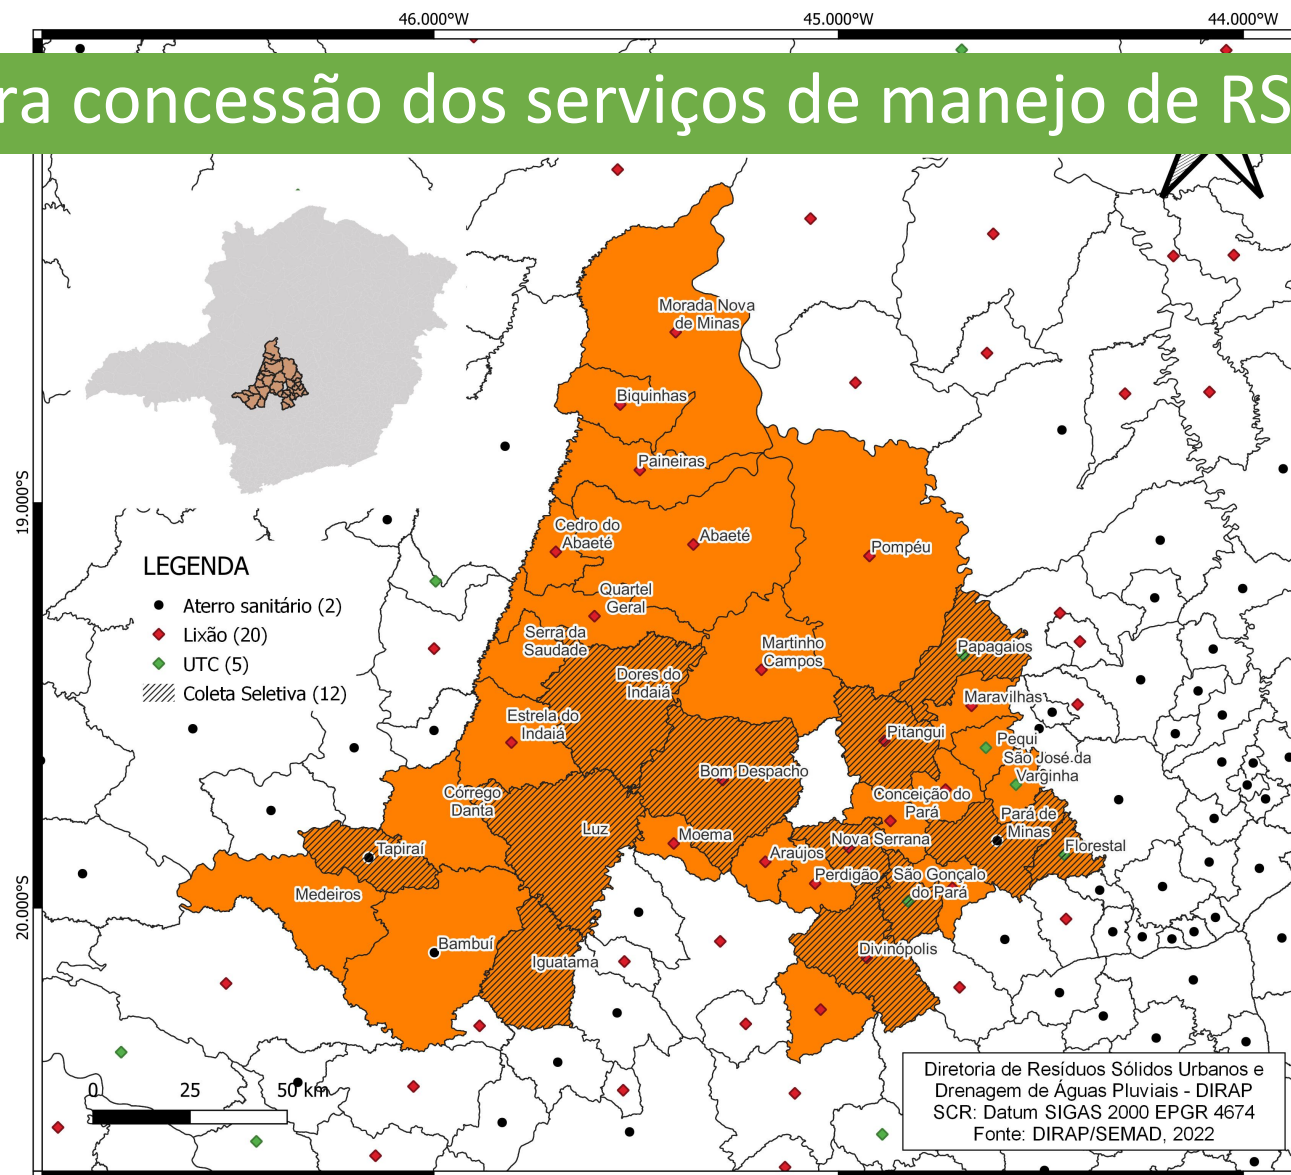 46.000°W
45.000°W
44.000°W
ra concessão dos serviços de manejo de RS
Morada Nova
de Minas
Biquinhas
Paineiras
19.000°S
Cedro do
Abaeté
Abaeté
Pompéu
LEGENDA
Aterro sanitário (2)
Lixão (20)
UTC (5)
Coleta Seletiva (12)
Quartel
Geral
Serra da
Saudade
Martinho
Campos
Papagaios
Dores do
Indaiá
Maravilhas
Estrela do
Indaiá
Pitangui
Pequi
São José da
Varginha
Bom Despacho
Córrego
Danta
Conceição do
Pará
Luz
Moema
Pará de
Minas
Nova Serrana
Florestal
Tapiraí
Araújos
Perdigão
São Gonçalo
do Pará
Medeiros
20.000°S
Bambuí
Iguatama
Divinópolis
0 25 50 km
Diretoria de Resíduos Sólidos Urbanos e
Drenagem de Águas Pluviais - DIRAP
SCR: Datum SIGAS 2000 EPGR 4674
Fonte: DIRAP/SEMAD, 2022